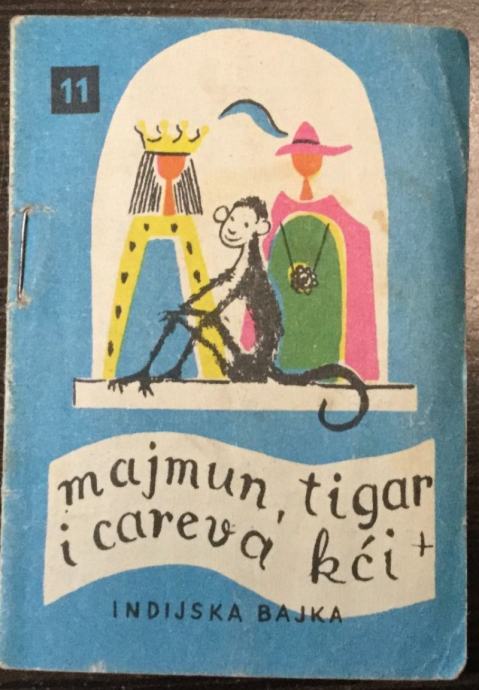 11
majmun, tigar
i careva kći +
INDIJSKA BAJKA